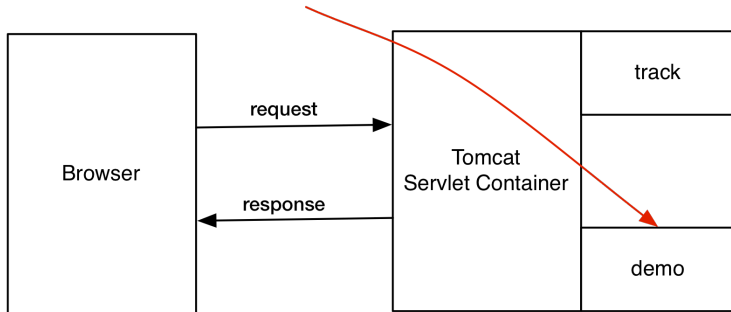 track
request
Tomcat
Servlet Container
Browser
response
demo